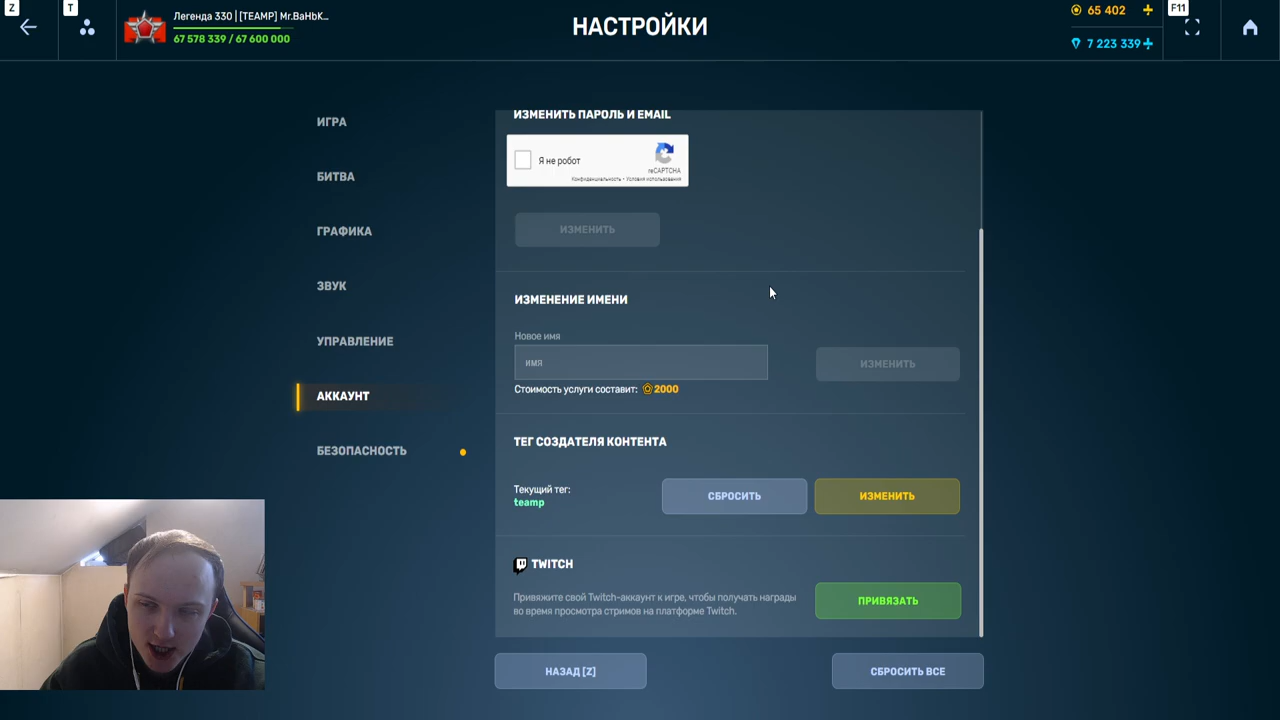 Z
T
Легенда 330 | [TEAMP] Mr.BaHbK...
67 578 339 / 67 600 000
НАСТРОЙКИ
65 402
7 223 339
F11
ИГРА
БИТВА
ГРАФИКА
ЗВУК
УПРАВЛЕНИЕ
АККАУНТ
БЕЗОПАСНОСТЬ
ИЗМЕНИТЬ ПАРОЛЬ И EMAIL
Я не робот
reCAPTCHA
Конфиденциальность • Условия использования
ИЗМЕНИТЬ
ИЗМЕНЕНИЕ ИМЕНИ
Новое имя
имя
ИЗМЕНИТЬ
Стоимость услуги составит: 2000
ТЕГ СОЗДАТЕЛЯ КОНТЕНТА
Текущий тег:
teamp
СБРОСИТЬ
ИЗМЕНИТЬ
TWITCH
Привяжите свой Twitch-аккаунт к игре, чтобы получать награды
во время просмотра стримов на платформе Twitch.
ПРИВЯЗАТЬ
НАЗАД [Z]
СБРОСИТЬ ВСЕ